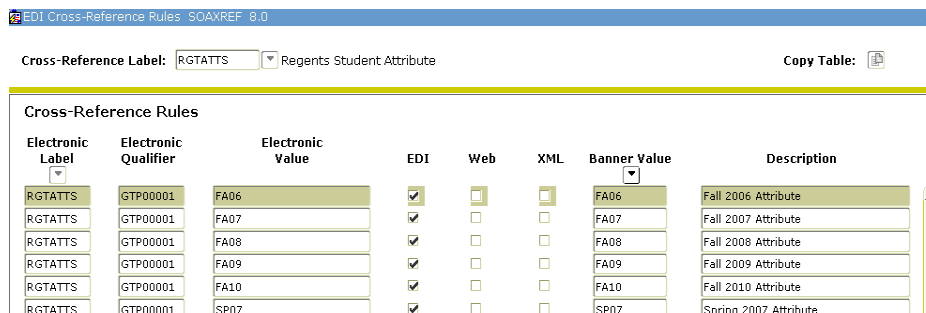 EDI Cross-Reference Rules  SOAXREF  8.0
Cross-Reference Label: RGTATTS Regents Student Attribute Copy Table:
Cross-Reference Rules
Electronic Electronic Electronic
Label Qualifier Value EDI Web XML Banner Value Description
RGTATTS GTP00001 FA06 FA06 Fall 2006 Attribute
RGTATTS GTP00001 FA07 FA07 Fall 2007 Attribute
RGTATTS GTP00001 FA08 FA08 Fall 2008 Attribute
RGTATTS GTP00001 FA09 FA09 Fall 2009 Attribute
RGTATTS GTP00001 FA10 FA10 Fall 2010 Attribute
RGTATTS GTP00001 SP07 SP07 Spring 2007 Attribute